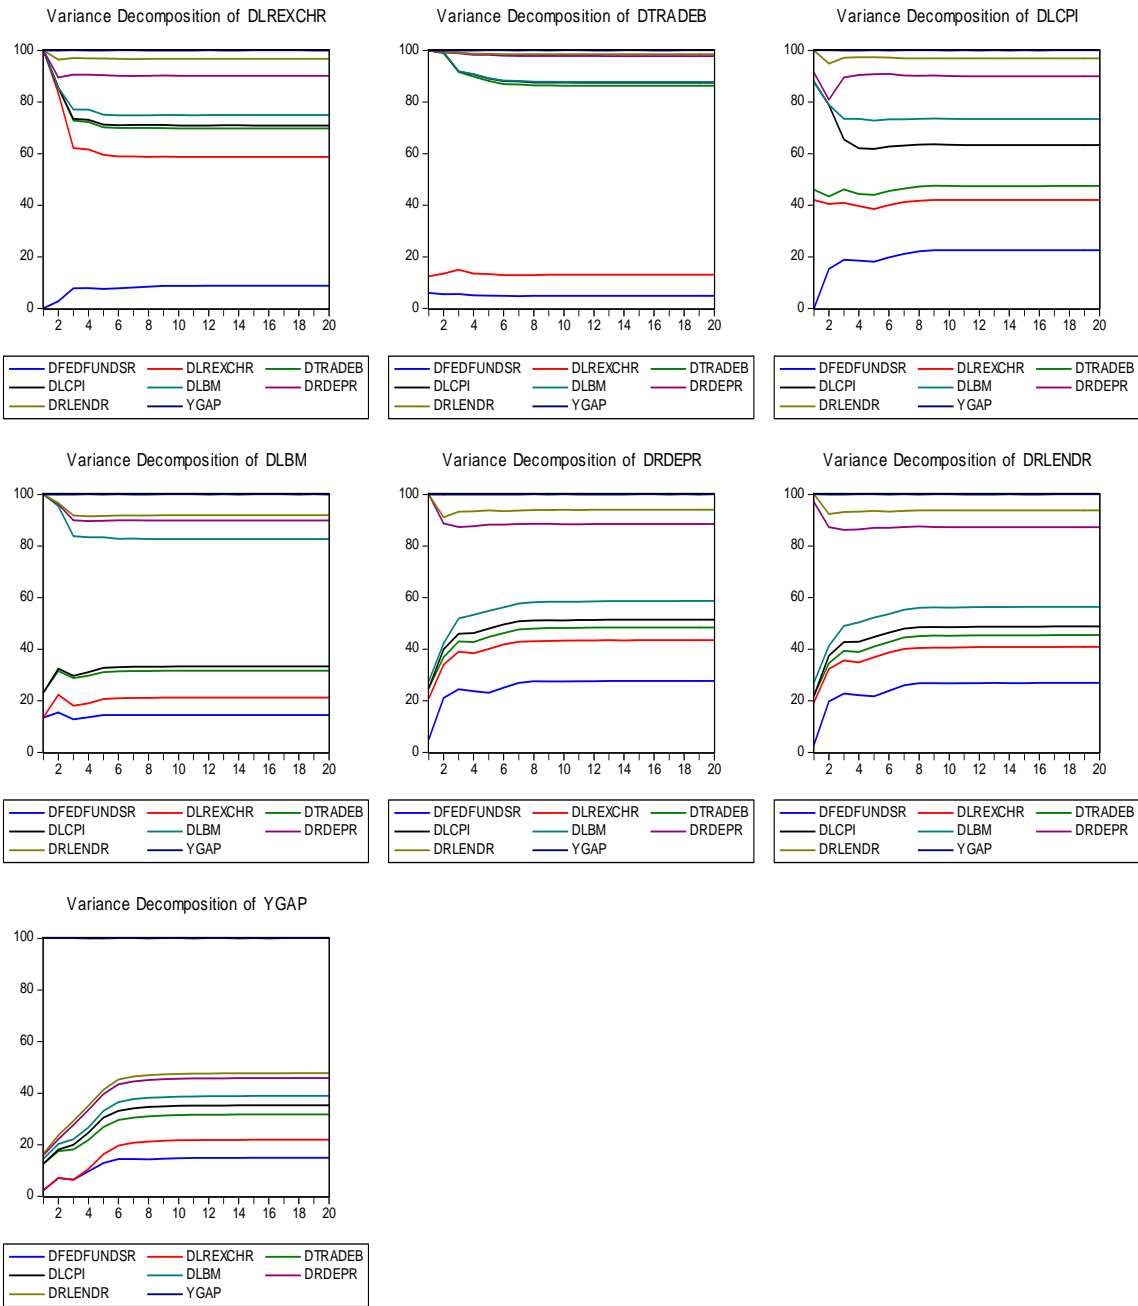 Variance Decomposition of DLREXCHR
100
80
60
40
20
0
2 4 6 8 10 12 14 16 18 20
DFEDFUNDSR DLREXCHR DTRADEB
DLCPI DLBM DRDEPR
DRLENDR YGAP
Variance Decomposition of DTRADEB
100
80
60
40
20
0
2 4 6 8 10 12 14 16 18 20
DFEDFUNDSR DLREXCHR DTRADEB
DLCPI DLBM DRDEPR
DRLENDR YGAP
Variance Decomposition of DLCPI
100
80
60
40
20
0
2 4 6 8 10 12 14 16 18 20
DFEDFUNDSR DLREXCHR DTRADEB
DLCPI DLBM DRDEPR
DRLENDR YGAP
Variance Decomposition of DLBM
100
80
60
40
20
0
2 4 6 8 10 12 14 16 18 20
DFEDFUNDSR DLREXCHR DTRADEB
DLCPI DLBM DRDEPR
DRLENDR YGAP
Variance Decomposition of DRDEPR
100
80
60
40
20
0
2 4 6 8 10 12 14 16 18 20
DFEDFUNDSR DLREXCHR DTRADEB
DLCPI DLBM DRDEPR
DRLENDR YGAP
Variance Decomposition of DRLENDR
100
80
60
40
20
0
2 4 6 8 10 12 14 16 18 20
DFEDFUNDSR DLREXCHR DTRADEB
DLCPI DLBM DRDEPR
DRLENDR YGAP
Variance Decomposition of YGAP
100
80
60
40
20
0
2 4 6 8 10 12 14 16 18 20
DFEDFUNDSR DLREXCHR DTRADEB
DLCPI DLBM DRDEPR
DRLENDR YGAP